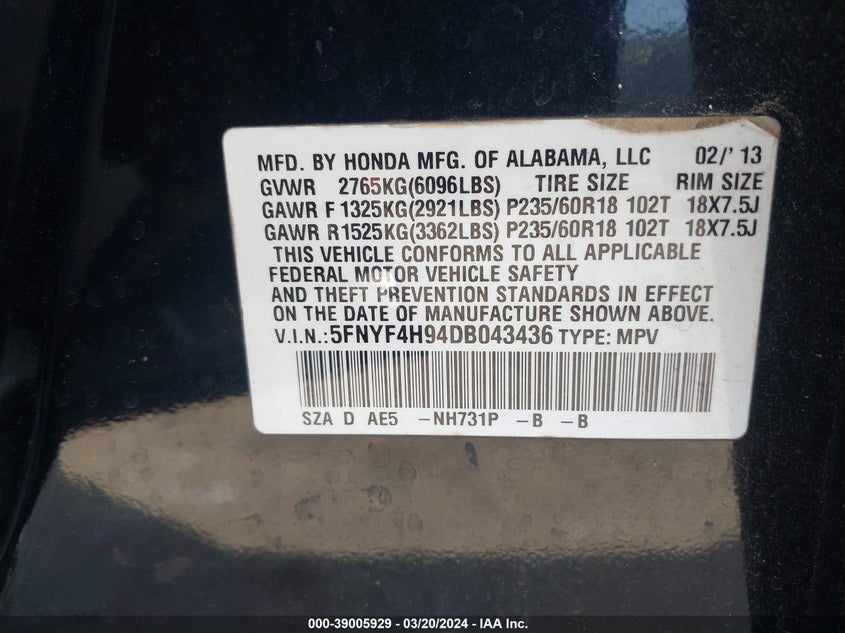 MFD. BY HONDA MFG. OF ALABAMA, LLC 02/' 13
GVWR 2765KG(6096LBS) TIRE SIZE RIM SIZE
GAWR F 1325KG(2921LBS) P235/60R18 102T 18X7.5J
GAWR R1525KG(3362LBS) P235/60R18 102T 18X7.5J
THIS VEHICLE CONFORMS TO ALL APPLICABLE
FEDERAL MOTOR VEHICLE SAFETY
AND THEFT PREVENTION STANDARDS IN EFFECT
ON THE DATE OF MANUFACTURE SHOWN ABOVE.
V.I.N.:5FNYF4H94DB043436 TYPE: MPV
SZA D AE5 -NH731P -B -B
000-39005929 - 03/20/2024 - IAA Inc.